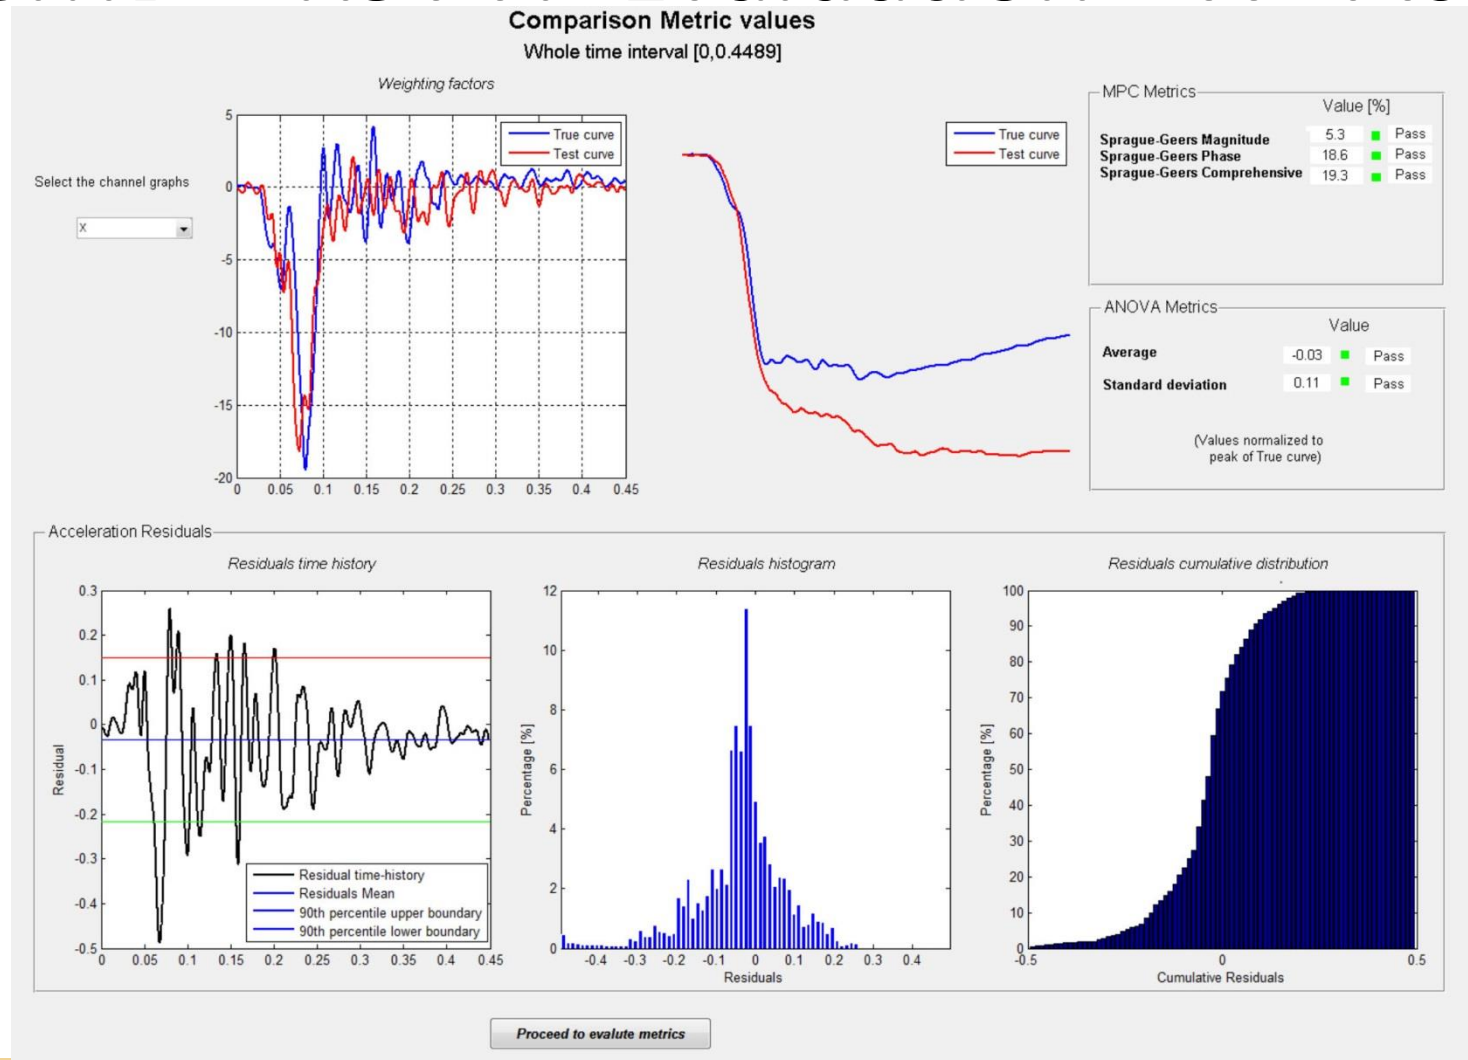 Comparison Metric values
Whole time interval [0,0.4489]
Weighting factors
Select the channel graphs
X
5
0
-5
-10
-15
-20
0 0.05 0.1 0.15 0.2 0.25 0.3 0.35 0.4 0.45
True curve
Test curve
True curve
Test curve
MPC Metrics
Value [%]
Sprague-Geers Magnitude 5.3 Pass
Sprague-Geers Phase 18.6 Pass
Sprague-Geers Comprehensive 19.3 Pass
ANOVA Metrics
Value
Average -0.03 Pass
Standard deviation 0.11 Pass
(Values normalized to
peak of True curve)
Acceleration Residuals
Residuals time history
Residual
0.3
0.2
0.1
0
-0.1
-0.2
-0.3
-0.4
-0.5
0 0.05 0.1 0.15 0.2 0.25 0.3 0.35 0.4 0.45
Residual time-history
Residuals Mean
90th percentile upper boundary
90th percentile lower boundary
Residuals histogram
Percentage [%]
12
10
8
6
4
2
0
-0.4 -0.3 -0.2 -0.1 0 0.1 0.2 0.3 0.4
Residuals
Residuals cumulative distribution
Percentage [%]
100
90
80
70
60
50
40
30
20
10
0
-0.5 0 0.5
Cumulative Residuals
Proceed to evalute metrics